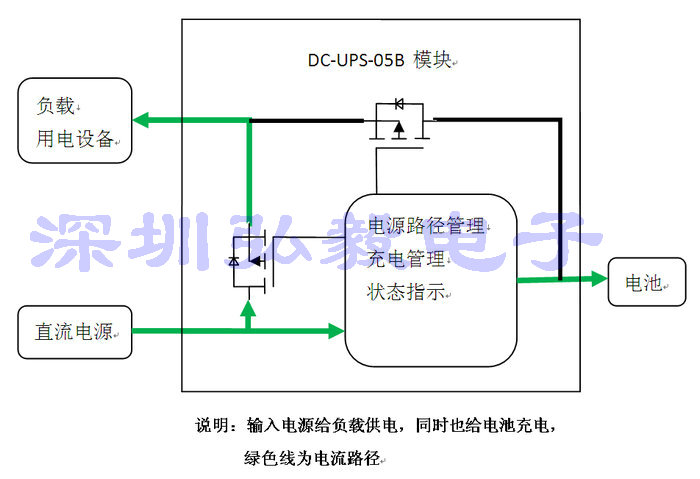 DC-UPS-05B 模块
负载
用电设备
深圳弘毅电子
电源路径管理
充电管理
状态指示
电池
直流电源
说明：输入电源给负载供电，同时也给电池充电，
绿色线为电流路径